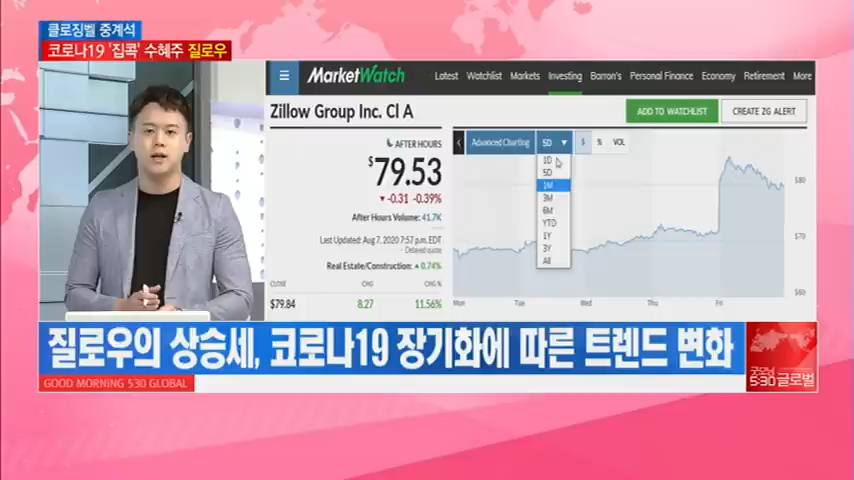 클로징벨 중계석
코로나19 '집콕' 수혜주 질로우
MarketWatch
Latest Watchlist Markets Investing Barron's Personal Finance Economy Retirement More
Zillow Group Inc. Cl A
ADD TO WATCHLIST
CREATE ZG ALERT
Advanced Charting
5D
$ % VOL
1D
5D
1M
3M
6M
YTD
1Y
3Y
All
AFTER HOURS
$79.53
-0.31 -0.39%
After Hours Volume: 41.7K
Last Updated: Aug 7, 2020 7:57 p.m. EDT
Delayed quote
Real Estate/Construction: 0.74%
CLOSE CHG CHG %
$79.84 8.27 11.56%
$80
$70
$60
Mon Tue Wed Thu Fri
질로우의 상승세, 코로나19 장기화에 따른 트렌드 변화
GOOD MORNING 530 GLOBAL
굿모닝
5:30 글로벌